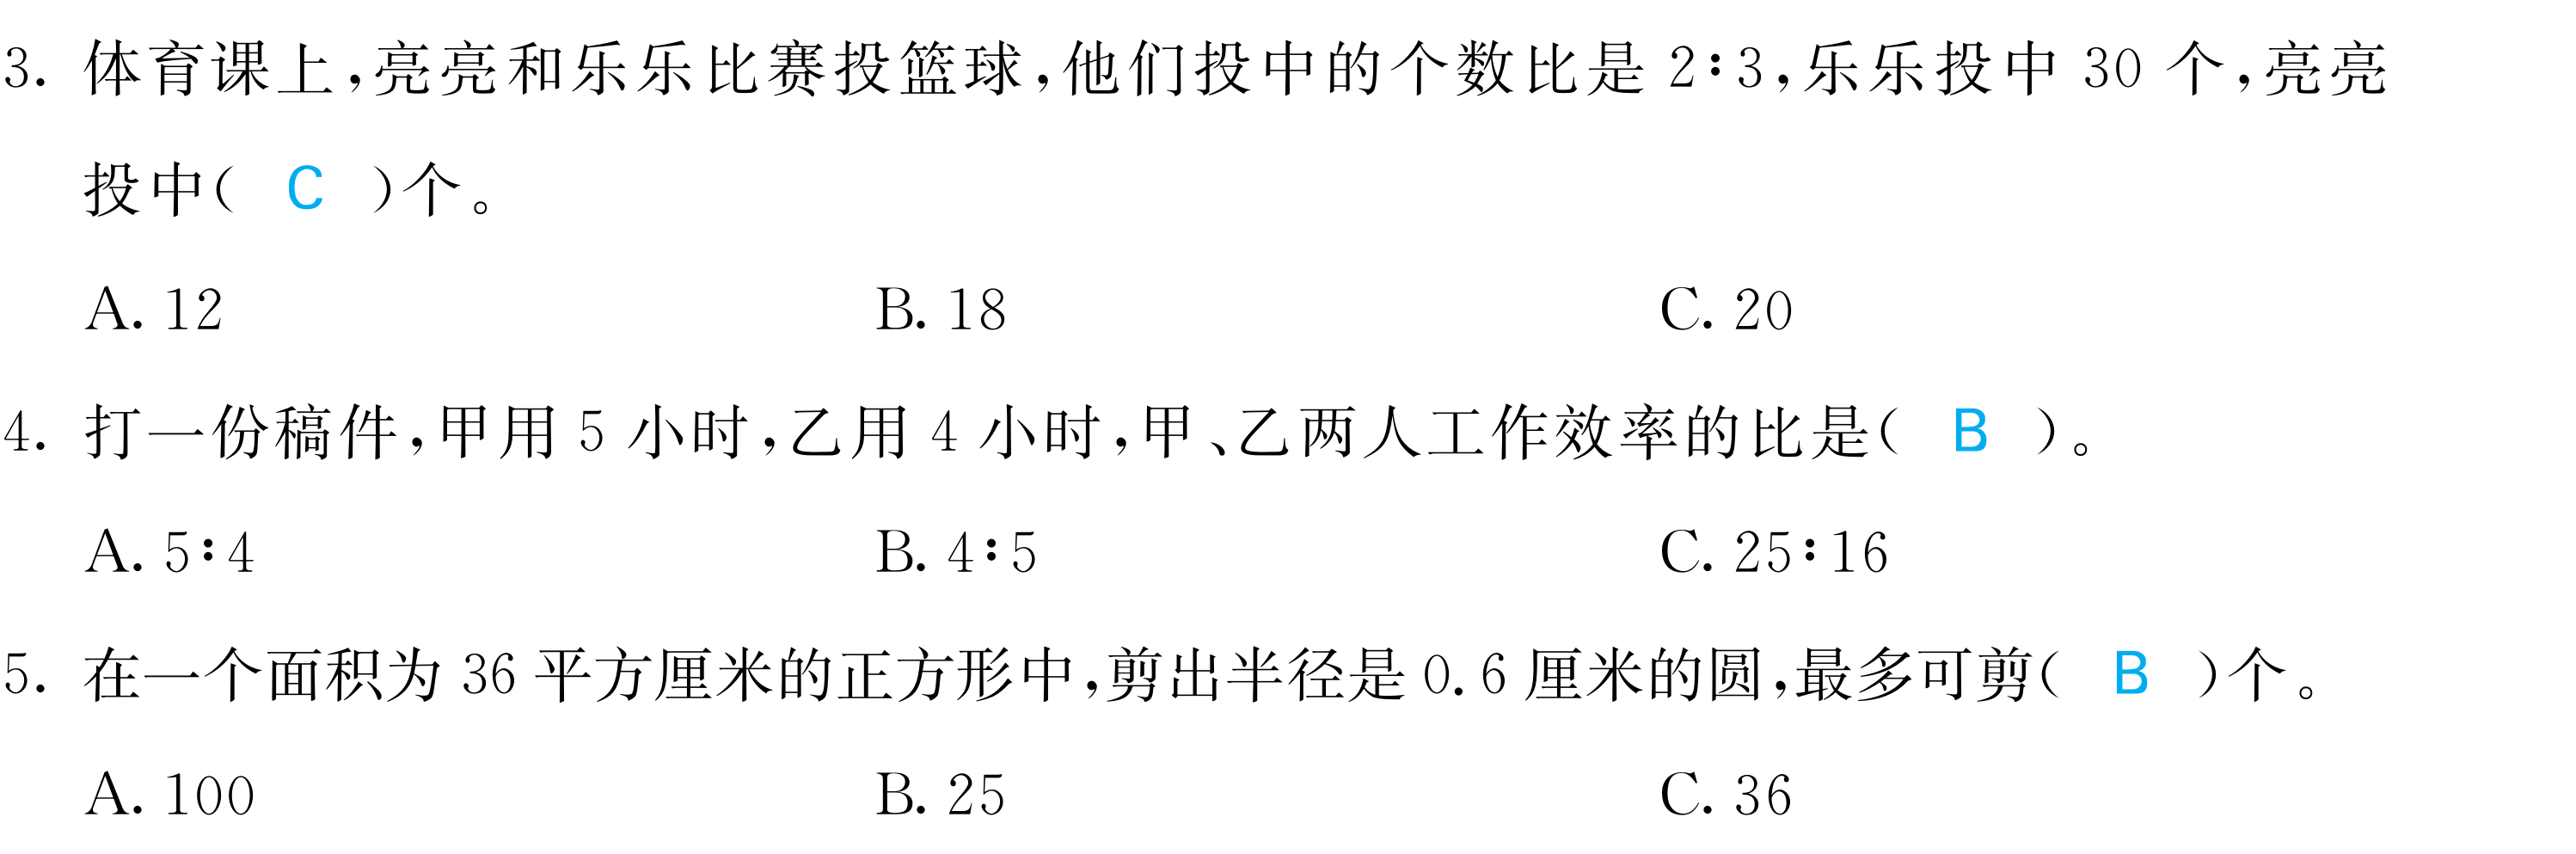 3. 体育课上,亮亮和乐乐比赛投篮球,他们投中的个数比是 2∶3,乐乐投中 30 个,亮亮
投中( C )个。
A. 12 B. 18 C. 20
4. 打一份稿件,甲用 5 小时,乙用 4 小时,甲、乙两人工作效率的比是( B )。
A. 5∶4 B. 4∶5 C. 25∶16
5. 在一个面积为 36 平方厘米的正方形中,剪出半径是 0.6 厘米的圆,最多可剪( B )个。
A. 100 B. 25 C. 36